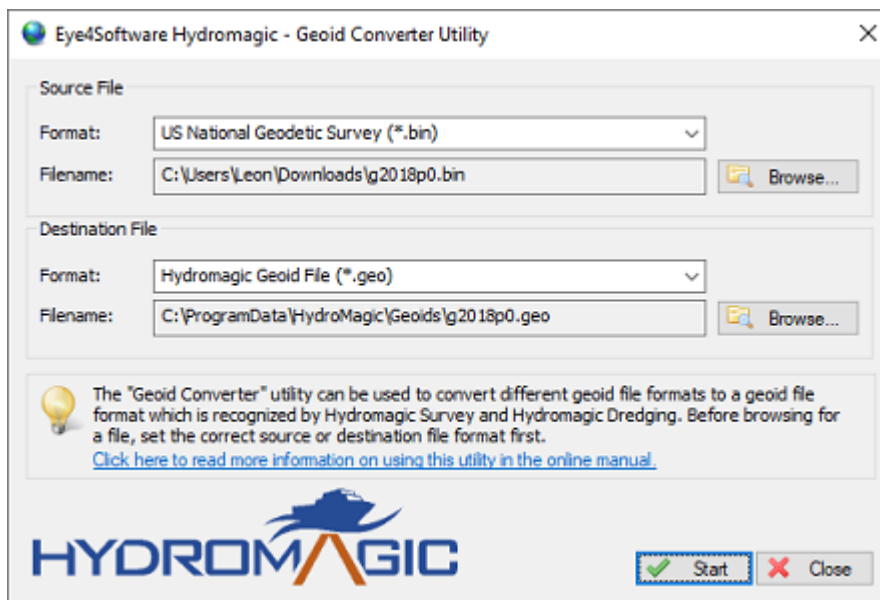 Eye4Software Hydromagic - Geoid Converter Utility
Source File
Format: US National Geodetic Survey (*.bin)
Filename: C:\Users\Leon\Downloads\g2018p0.bin Browse...
Destination File
Format: Hydromagic Geoid File (*.geo)
Filename: C:\ProgramData\HydroMagic\Geoids\g2018p0.geo Browse...
The "Geoid Converter" utility can be used to convert different geoid file formats to a geoid file
format which is recognized by Hydromagic Survey and Hydromagic Dredging. Before browsing for
a file, set the correct source or destination file format first.
Click here to read more information on using this utility in the online manual.
HYDROMAGIC
Start Close